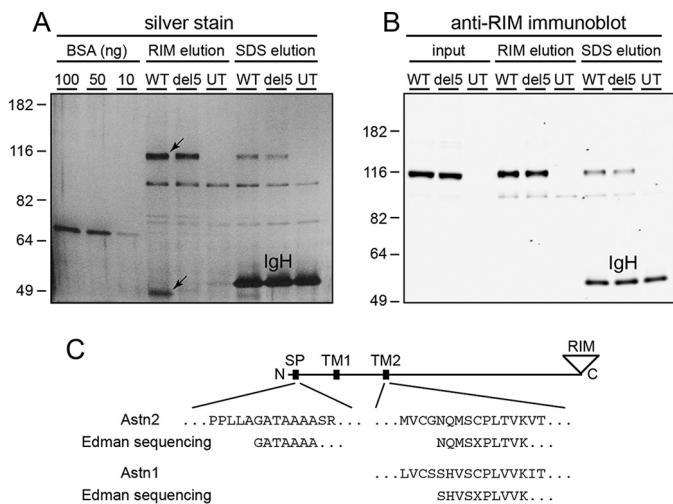 A silver stain
BSA (ng) RIM elution SDS elution
100 50 10 WT del5 UT WT del5 UT
182
116
82
64
49
IgH
B anti-RIM immunoblot
input RIM elution SDS elution
WT del5 UT WT del5 UT WT del5 UT
182
116
82
64
49
IgH
C
RIM
SP TM1 TM2
N C
Astn2 ...PPLLAGATAAAASR... ...MVCGNQMSCPLTVKVT...
Edman sequencing GATAAAA... NQMSXPLTVK...
Astn1 ...LVCSSHVSCPLVVKIT...
Edman sequencing SHVSXPLVVK...